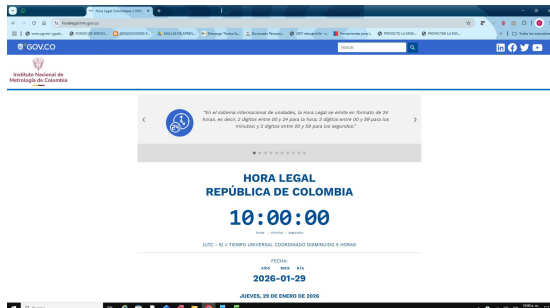 horalegal.inm.gov.co
GOV.CO
Buscar
Instituto Nacional de
Metrología de Colombia
"En el sistema internacional de unidades, la Hora Legal se emite en formato de 24
horas, es decir, 2 dígitos entre 00 y 24 para la hora; 2 dígitos entre 00 y 59 para los
minutos; y 2 dígitos entre 00 y 59 para los segundos."
HORA LEGAL
REPÚBLICA DE COLOMBIA
10:00:00
horas - minutos - segundos
(UTC - 5) = TIEMPO UNIVERSAL COORDINADO DISMINUIDO 5 HORAS
FECHA:
AÑO MES DÍA
2026-01-29
JUEVES, 29 DE ENERO DE 2026